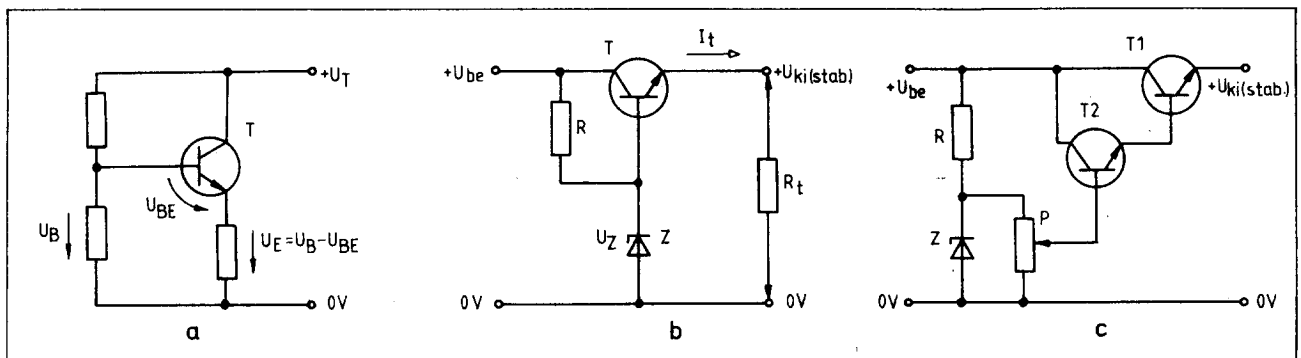 +U_T
T
U_BE
U_B
U_E = U_B - U_BE
0V
a
T
I_t
+U_be
+U_ki(stab.)
R
R_t
U_Z
Z
0V
0V
b
T1
+U_be
+U_ki(stab.)
T2
R
P
Z
0V
0V
c